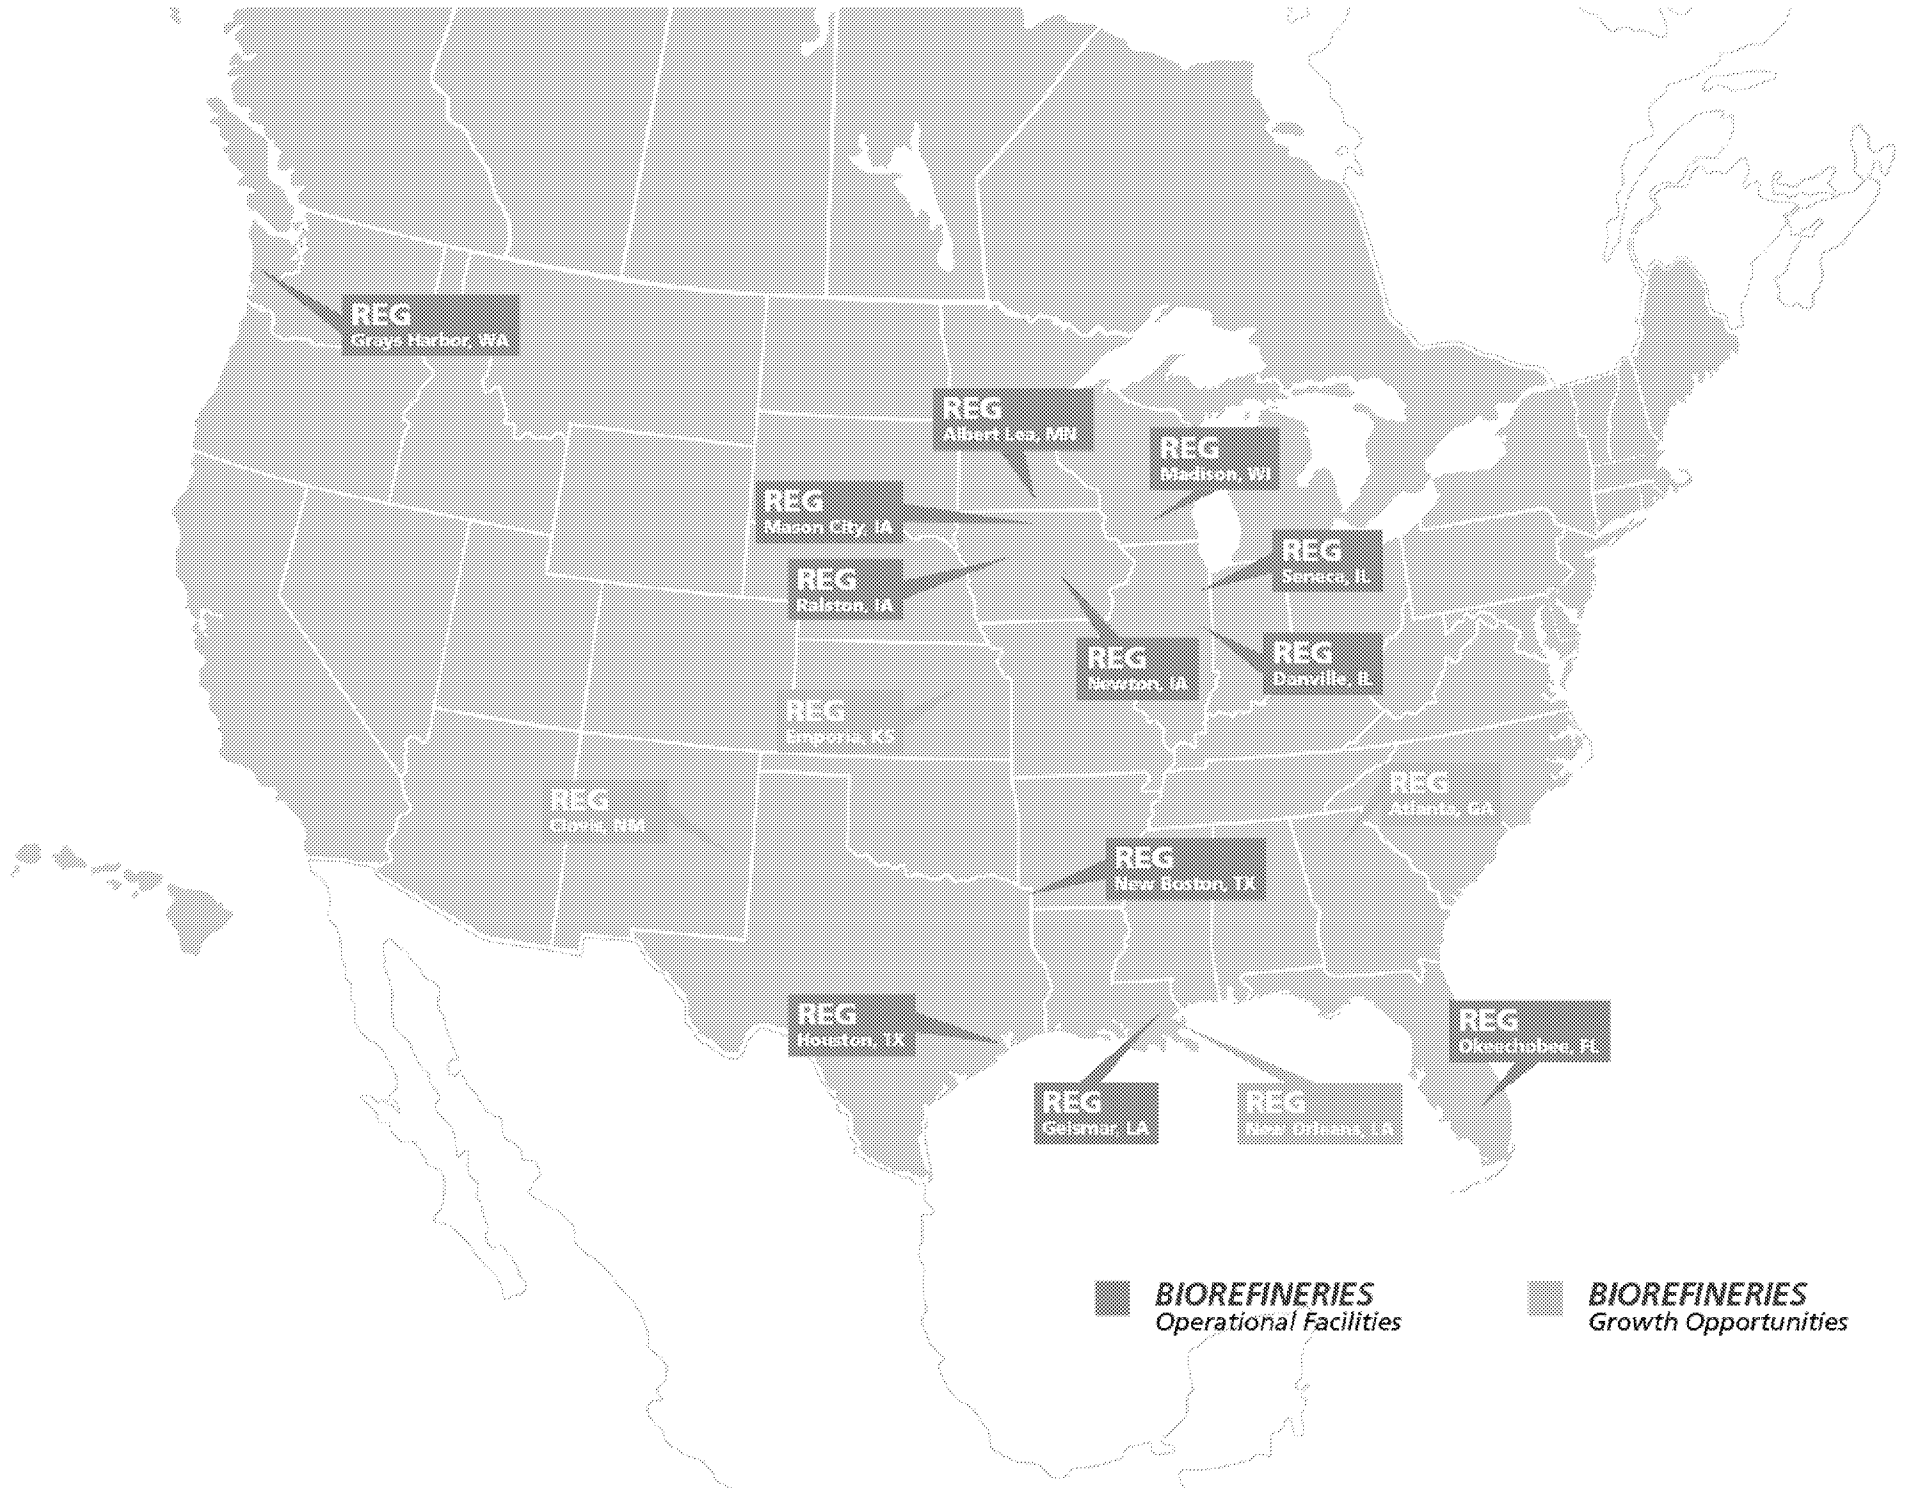 REG
Grays Harbor, WA
REG
Albert Lea, MN
REG
Madison, WI
REG
Mason City, IA
REG
Seneca, IL
REG
Ralston, IA
REG
Newton, IA
REG
Danville, IL
REG
Emporia, KS
REG
Atlanta, GA
REG
Clovis, NM
REG
New Boston, TX
REG
Houston, TX
REG
Okeechobee, FL
REG
Geismar, LA
REG
New Orleans, LA
BIOREFINERIES
Operational Facilities
BIOREFINERIES
Growth Opportunities